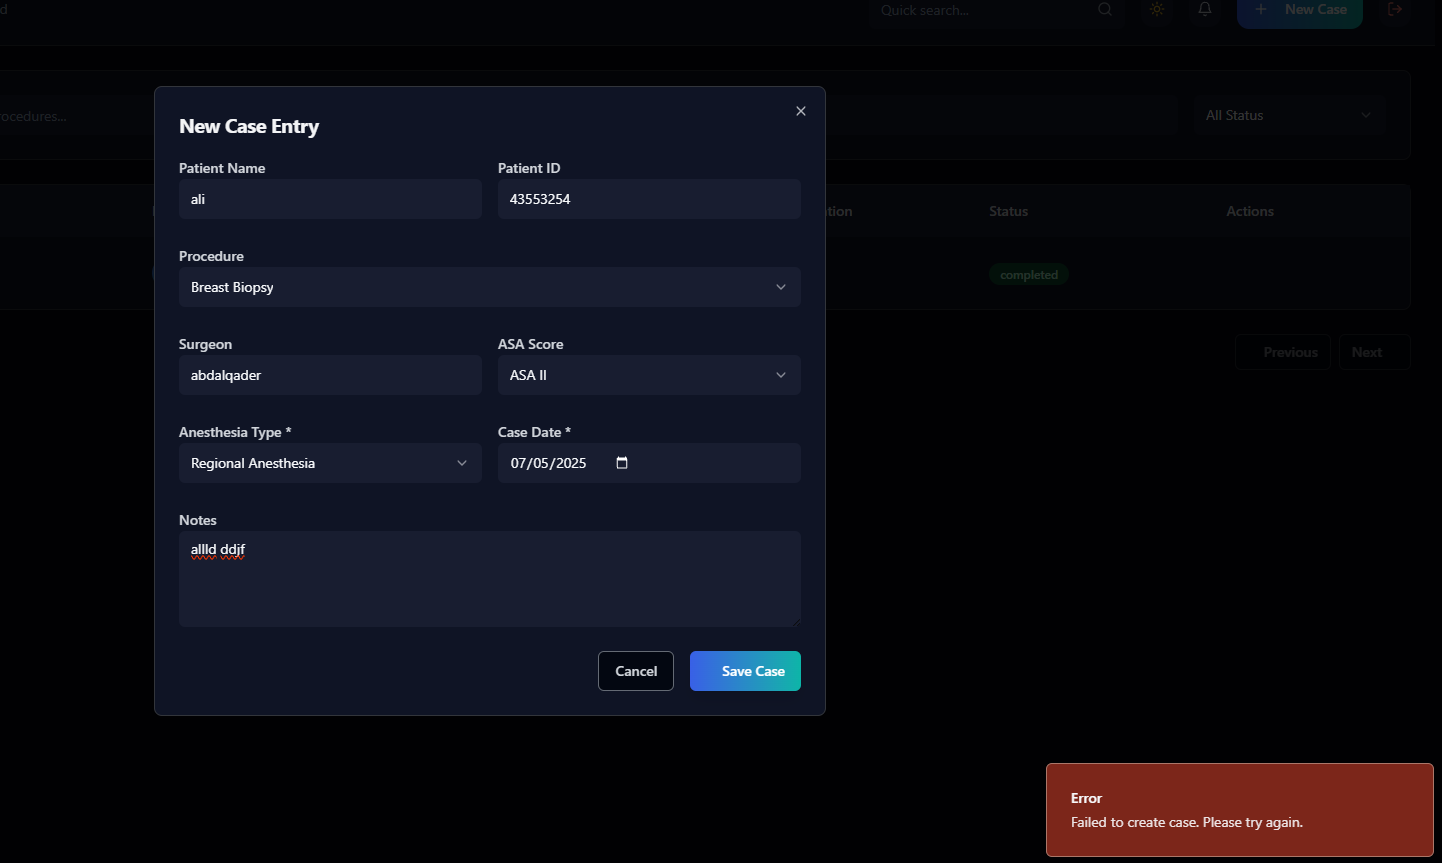 d
Quick search...
New Case
ocedures...
All Status
New Case Entry
Patient Name
Patient ID
ali
43553254
tion
Status
Actions
Procedure
Breast Biopsy
completed
Surgeon
ASA Score
abdalqader
ASA II
Previous
Next
Anesthesia Type *
Case Date *
Regional Anesthesia
07/05/2025
Notes
allld ddjf
Cancel
Save Case
Error
Failed to create case. Please try again.